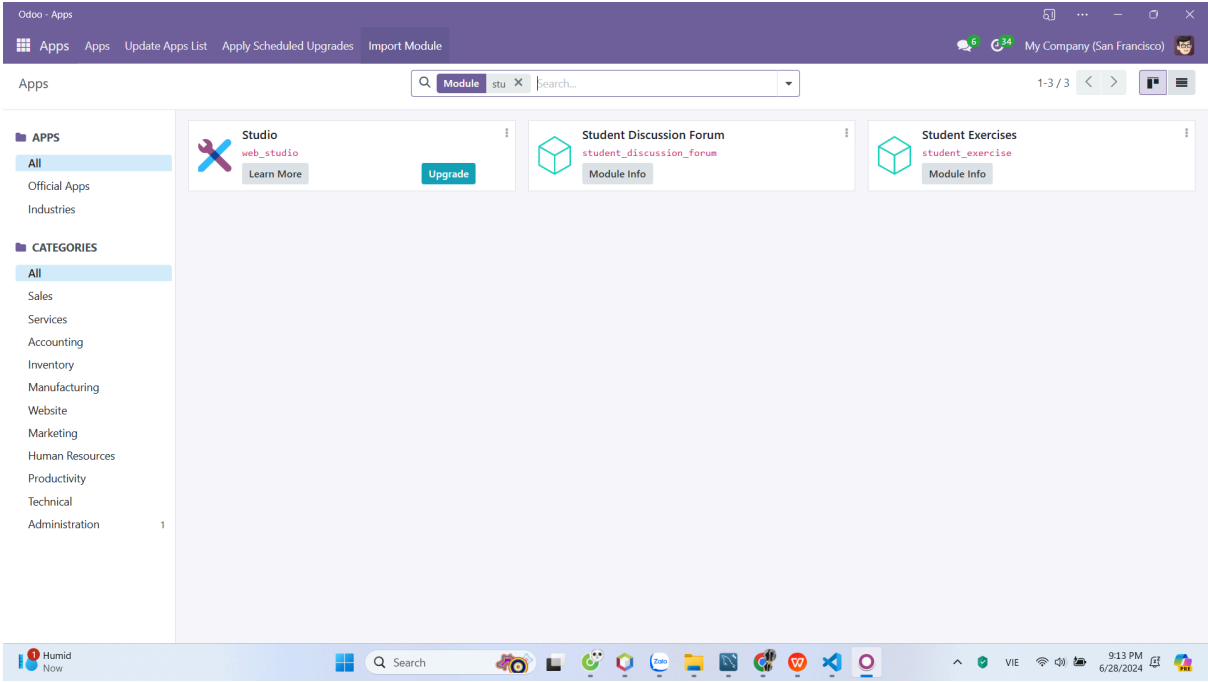 Odoo - Apps
Apps Apps Update Apps List Apply Scheduled Upgrades Import Module 6 34 My Company (San Francisco)
Apps Module stu Search... 1-3 / 3
APPS
All
Official Apps
Industries
CATEGORIES
All
Sales
Services
Accounting
Inventory
Manufacturing
Website
Marketing
Human Resources
Productivity
Technical
Administration 1
Studio
web_studio
Learn More Upgrade
Student Discussion Forum
student_discussion_forum
Module Info
Student Exercises
student_exercise
Module Info
1 Humid
Now
Search
Zalo
VIE
9:13 PM
6/28/2024
PRE